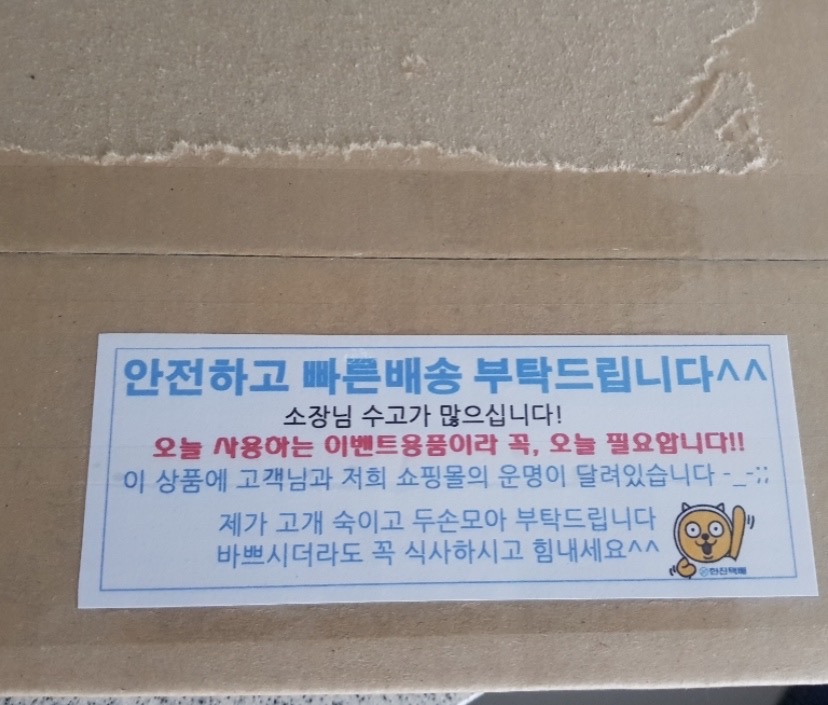 안전하고 빠른배송 부탁드립니다^^
소장님 수고가 많으십니다!
오늘 사용하는 이벤트용품이라 꼭, 오늘 필요합니다!!
이 상품에 고객님과 저희 쇼핑몰의 운명이 달려있습니다 -_-;;
제가 고개 숙이고 두손모아 부탁드립니다
바쁘시더라도 꼭 식사하시고 힘내세요^^
한진택배